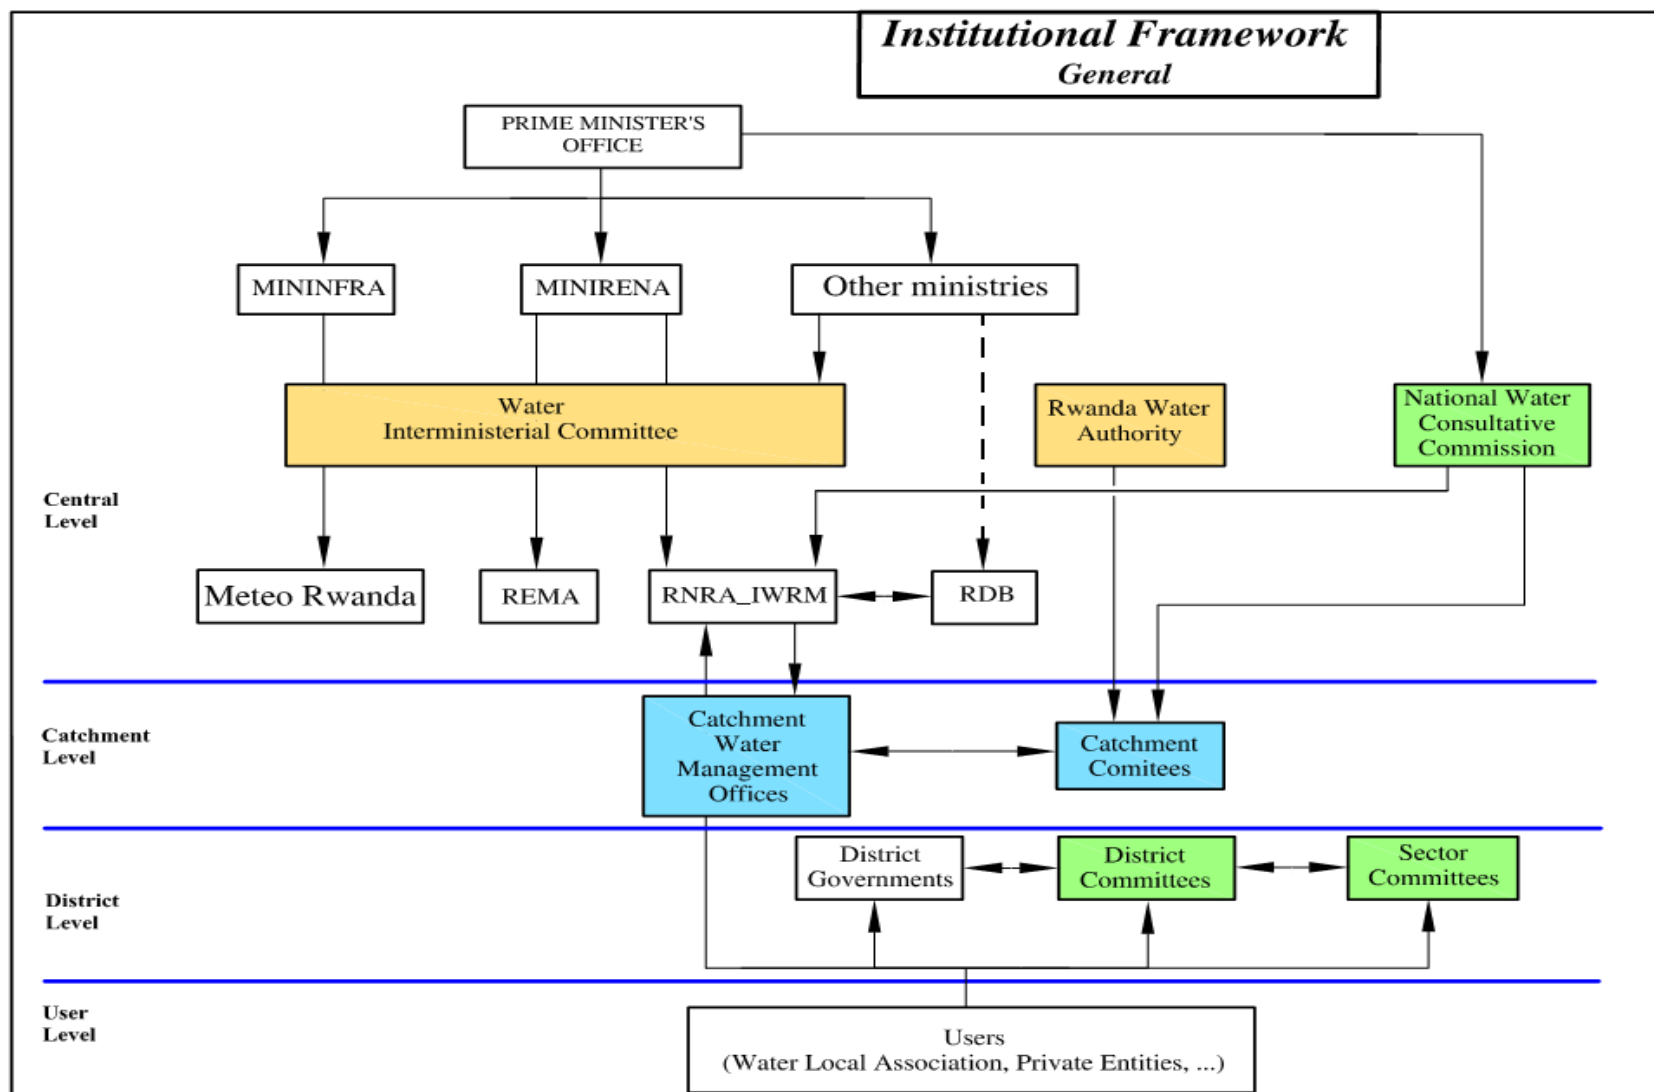 Institutional Framework
General
PRIME MINISTER'S
OFFICE
MININFRA
MINIRENA
Other ministries
Water
Interministerial Committee
Rwanda Water
Authority
National Water
Consultative
Commission
Central
Level
Meteo Rwanda
REMA
RNRA_IWRM
RDB
Catchment
Level
Catchment
Water
Management
Offices
Catchment
Comitees
District
Level
District
Governments
District
Committees
Sector
Committees
User
Level
Users
(Water Local Association, Private Entities, ...)